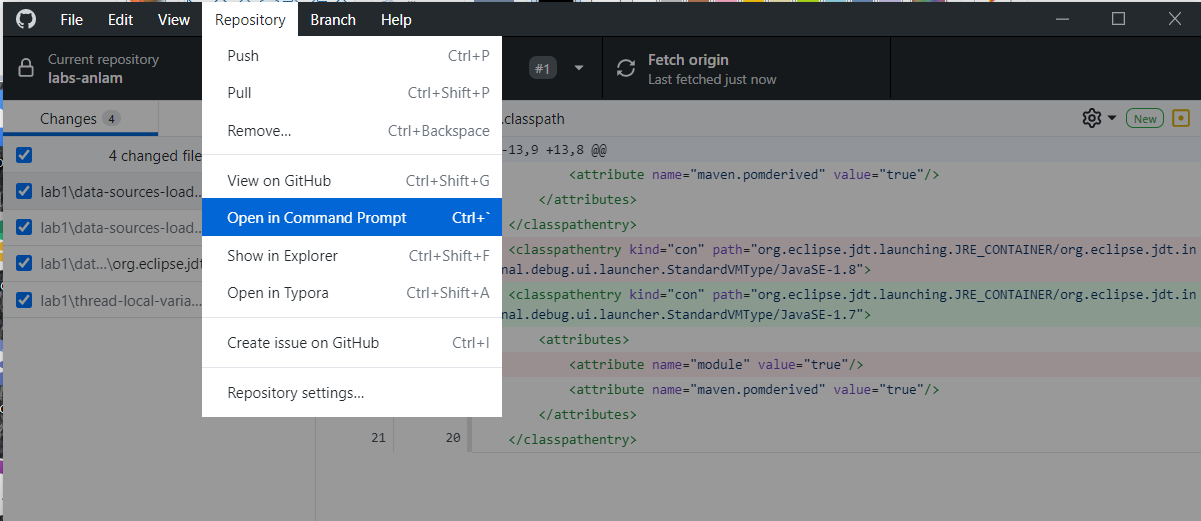 File Edit View Repository Branch Help
Current repository
labs-anlam
#1
Fetch origin
Last fetched just now
Push Ctrl+P
Pull Ctrl+Shift+P
Remove... Ctrl+Backspace
View on GitHub Ctrl+Shift+G
Open in Command Prompt Ctrl+`
Show in Explorer Ctrl+Shift+F
Open in Typora Ctrl+Shift+A
Create issue on GitHub Ctrl+I
Repository settings...
Changes 4
4 changed file
lab1\data-sources-load...
lab1\data-sources-load...
lab1\dat...\org.eclipse.jdt
lab1\thread-local-varia...
.classpath
New
-13,9 +13,8 @@
<attribute name="maven.pomderived" value="true"/>
</attributes>
</classpathentry>
<classpathentry kind="con" path="org.eclipse.jdt.launching.JRE_CONTAINER/org.eclipse.jdt.in
nal.debug.ui.launcher.StandardVMType/JavaSE-1.8">
<classpathentry kind="con" path="org.eclipse.jdt.launching.JRE_CONTAINER/org.eclipse.jdt.in
nal.debug.ui.launcher.StandardVMType/JavaSE-1.7">
<attributes>
<attribute name="module" value="true"/>
<attribute name="maven.pomderived" value="true"/>
</attributes>
21 20 </classpathentry>